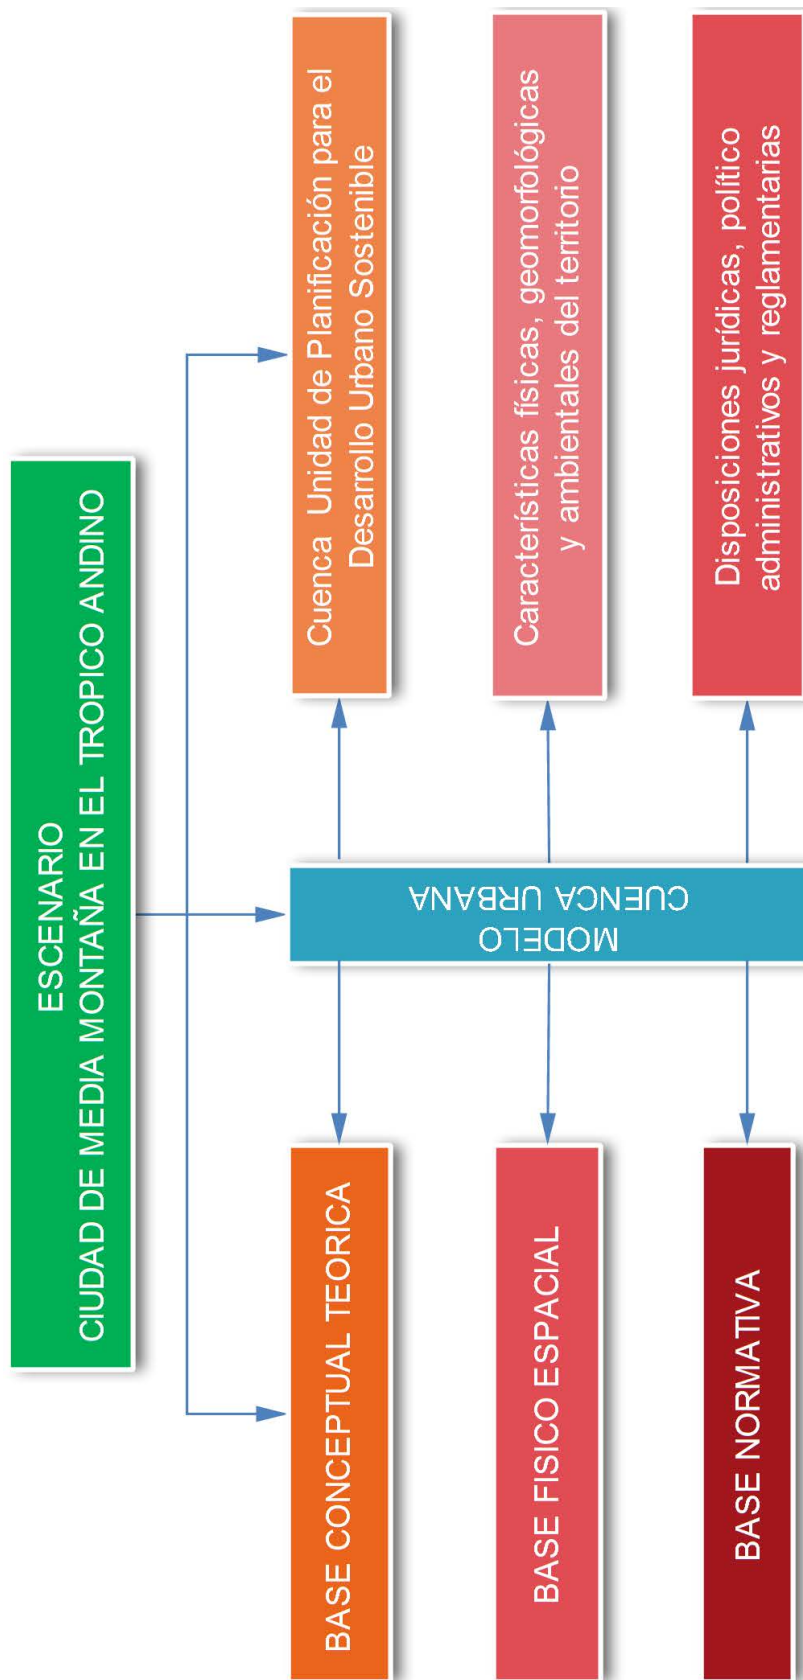 ESCENARIO
CIUDAD DE MEDIA MONTAÑA EN EL TROPICO ANDINO
BASE CONCEPTUAL TEORICA
MODELO
CUENCA URBANA
Cuenca Unidad de Planificación para el
Desarrollo Urbano Sostenible
BASE FISICO ESPACIAL
Características físicas, geomorfológicas
y ambientales del territorio
BASE NORMATIVA
Disposiciones jurídicas, político
administrativos y reglamentarias